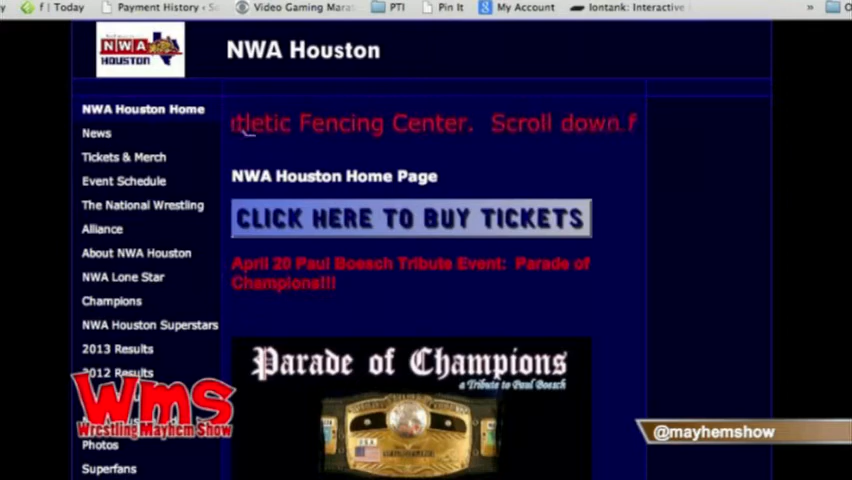 f | Today
Payment History
Video Gaming Mara
PTI
Pin It
My Account
Iontank: Interactive
»
NWA
HOUSTON
NWA Houston
NWA Houston Home
News
Tickets & Merch
Event Schedule
The National Wrestling
Alliance
About NWA Houston
NWA Lone Star
Champions
NWA Houston Superstars
2013 Results
2012 Results
Photos
Superfans
tletic Fencing Center. Scroll down f
NWA Houston Home Page
CLICK HERE TO BUY TICKETS
April 20 Paul Boesch Tribute Event: Parade of
Champions!!!
Parade of Champions
a Tribute to Paul Boesch
USA
wms
Wrestling Mayhem Show
@mayhemshow